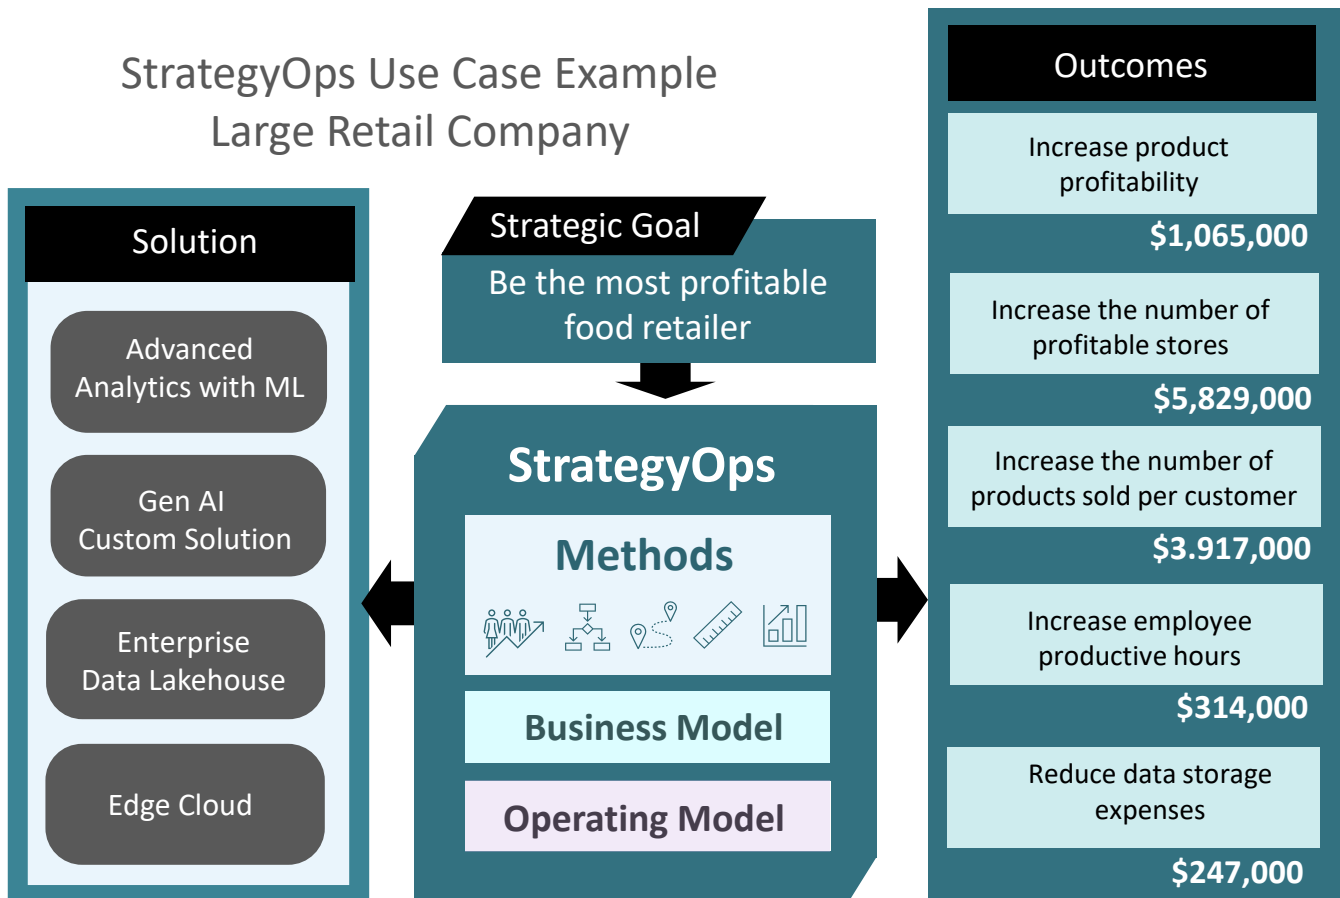 StrategyOps Use Case Example
Large Retail Company
Solution
Advanced
Analytics with ML
Gen AI
Custom Solution
Enterprise
Data Lakehouse
Edge Cloud
Strategic Goal
Be the most profitable
food retailer
StrategyOps
Methods
Business Model
Operating Model
Outcomes
Increase product
profitability
$1,065,000
Increase the number of
profitable stores
$5,829,000
Increase the number of
products sold per customer
$3.917,000
Increase employee
productive hours
$314,000
Reduce data storage
expenses
$247,000